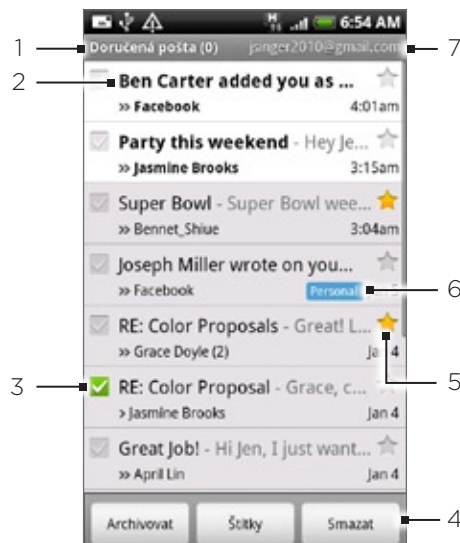 6:54 AM
1
Doručená pošta (0) jsinger2010@gmail.com
7
2
Ben Carter added you as ...
» Facebook 4:01am
Party this weekend - Hey Je...
» Jasmine Brooks 3:15am
Super Bowl - Super Bowl wee...
» Bennet_Shiue 3:04am
Joseph Miller wrote on you...
» Facebook Personal
6
RE: Color Proposals - Great! L...
» Grace Doyle (2) Jan 4
5
3
RE: Color Proposal - Grace, c...
› Jasmine Brooks Jan 4
Great Job! - Hi Jen, I just want...
» April Lin Jan 4
Archivovat Štítky Smazat
4